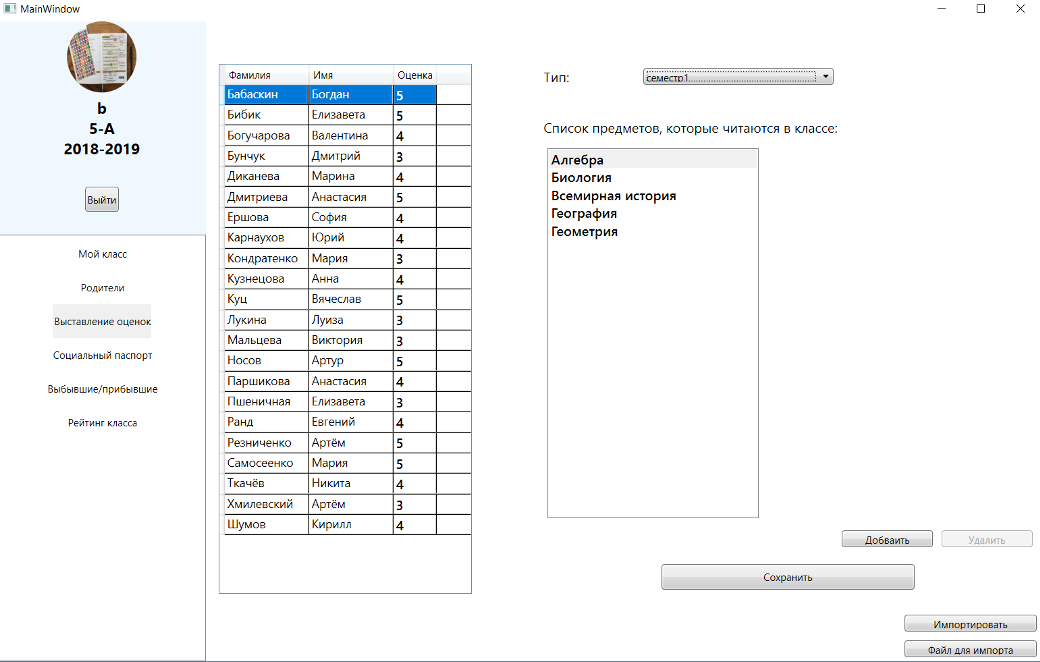 MainWindow
b
5-А
2018-2019
Выйти
Мой класс
Родители
Выставление оценок
Социальный паспорт
Выбывшие/прибывшие
Рейтинг класса
Фамилия Имя Оценка
Бабаскин Богдан 5
Бибик Елизавета 5
Богучарова Валентина 4
Бунчук Дмитрий 3
Диканева Марина 4
Дмитриева Анастасия 5
Ершова София 4
Карнаухов Юрий 4
Кондратенко Мария 3
Кузнецова Анна 4
Куц Вячеслав 5
Лукина Луиза 3
Мальцева Виктория 3
Носов Артур 5
Паршикова Анастасия 4
Пшеничная Елизавета 3
Ранд Евгений 4
Резниченко Артём 5
Самосеенко Мария 5
Ткачёв Никита 4
Хмилевский Артём 3
Шумов Кирилл 4
Тип: семестр1
Список предметов, которые читаются в классе:
Алгебра
Биология
Всемирная история
География
Геометрия
Добваить Удалить
Сохранить
Импортировать
Файл для импорта